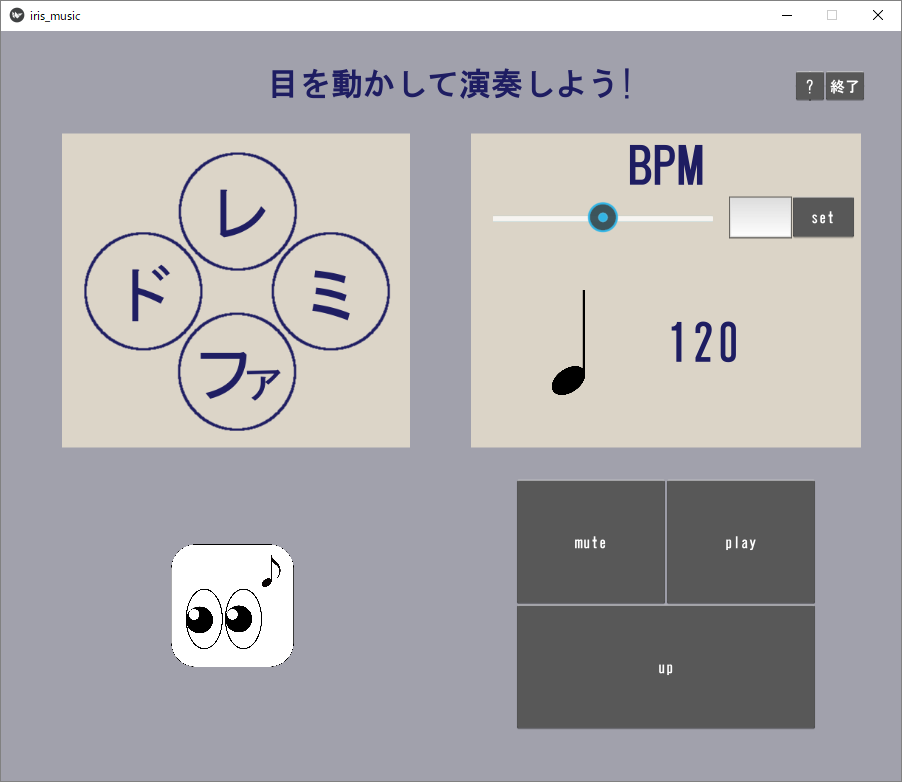 iris_music
目を動かして演奏しよう!
? 終了
レ
ド ミ
ファ
BPM
set
120
mute play
up